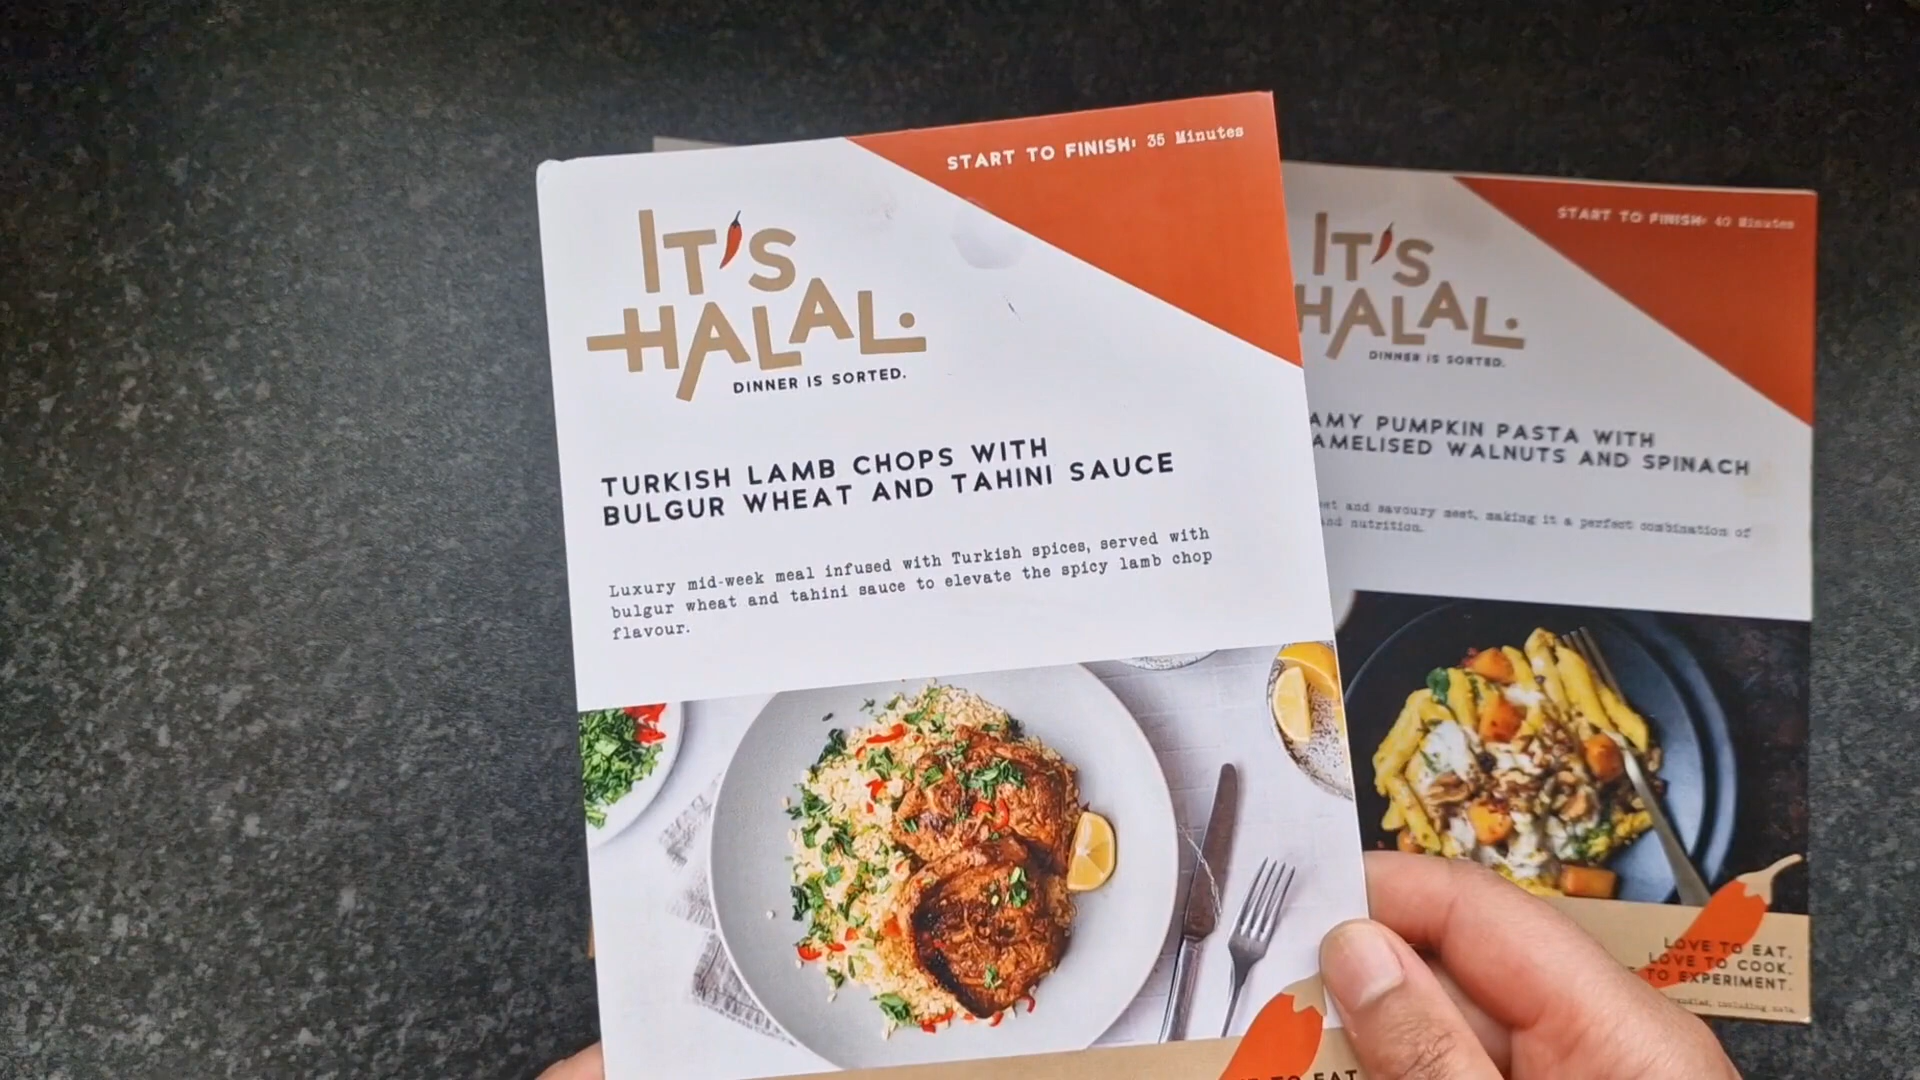 START TO FINISH: 35 Minutes
IT'S
HALAL.
DINNER IS SORTED.
TURKISH LAMB CHOPS WITH
BULGUR WHEAT AND TAHINI SAUCE
Luxury mid-week meal infused with Turkish spices, served with
bulgur wheat and tahini sauce to elevate the spicy lamb chop
flavour.
TO EAT
START TO FINISH: 40 Minutes
IT'S
HALAL.
DINNER IS SORTED.
AMY PUMPKIN PASTA WITH
AMELISED WALNUTS AND SPINACH
and savoury meet, making it a perfect combination of
and nutrition.
LOVE TO EAT.
LOVE TO COOK.
TO EXPERIMENT.